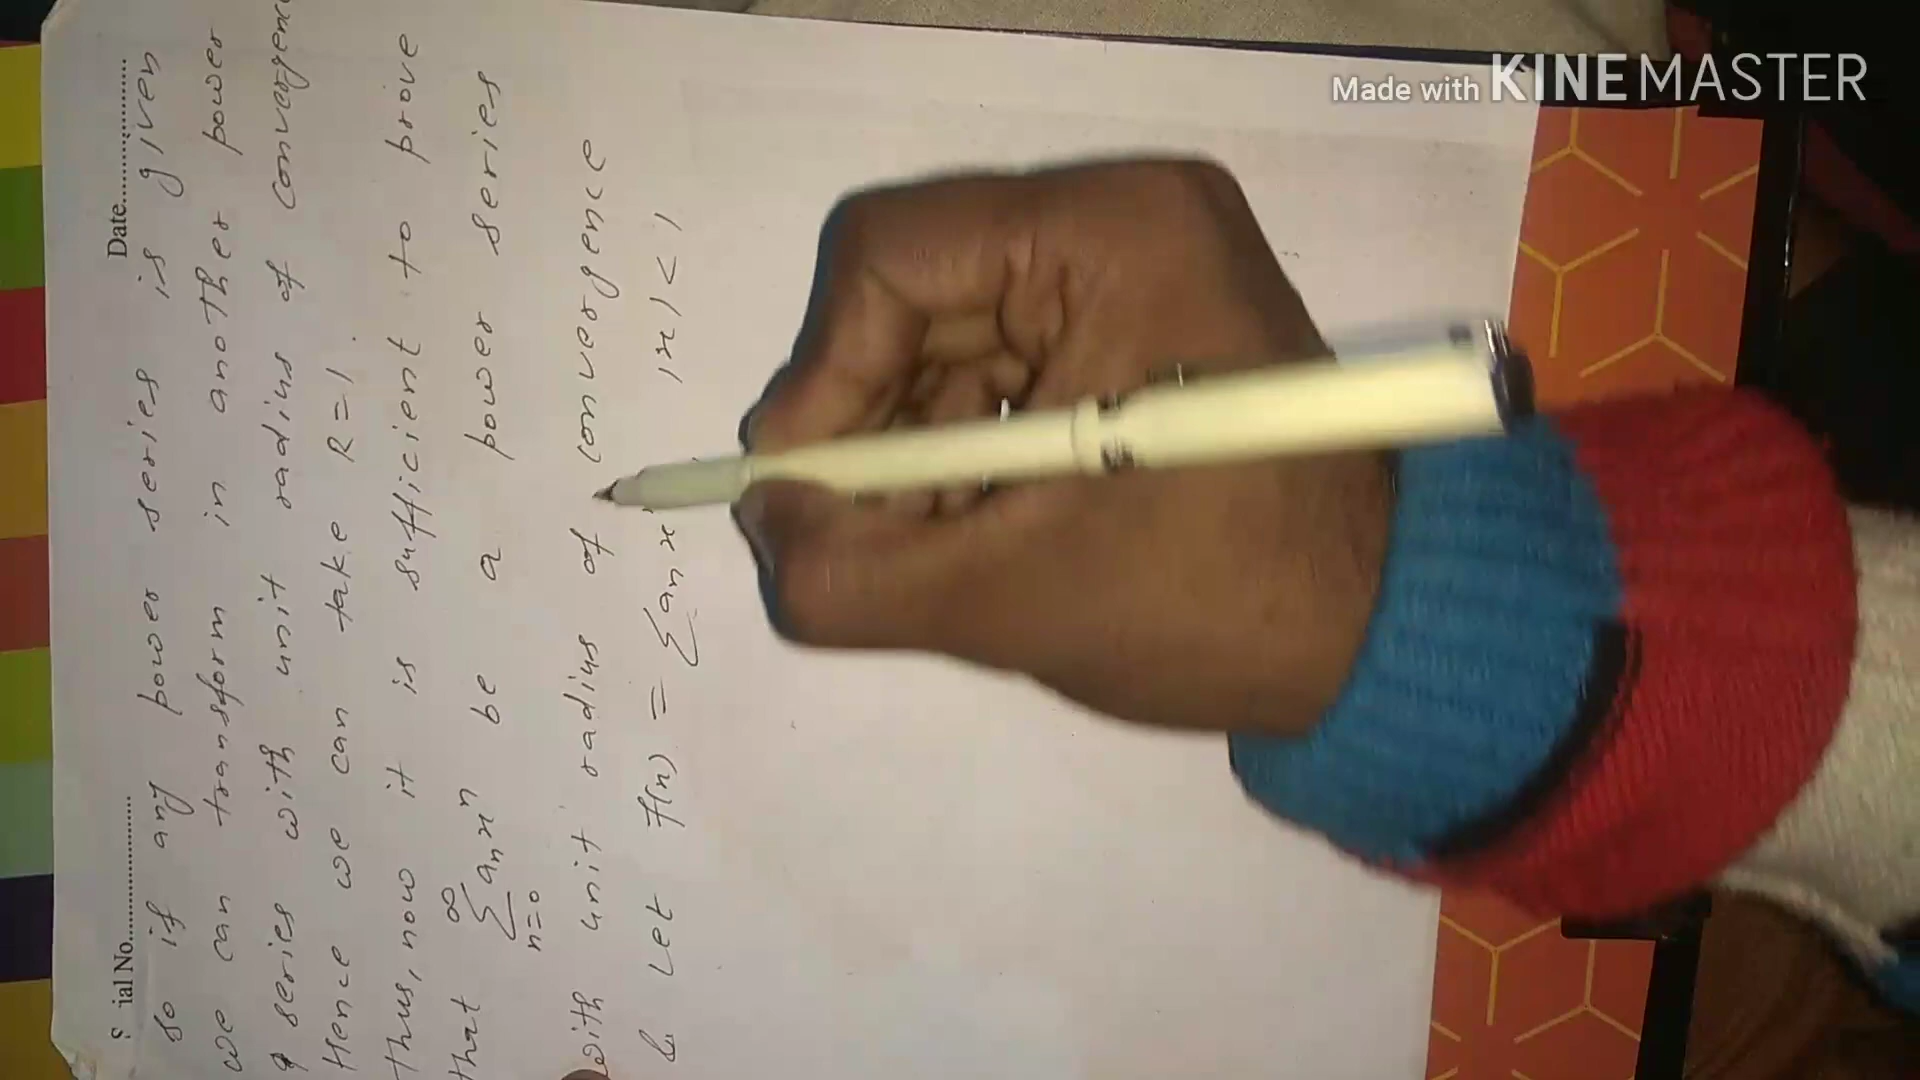 Made with KINEMASTER
ial No............................ Date............................
so if any power series is given
we can transform in another power
series with unit radius of convergence
Hence we can take R=1.
Thus, now it is sufficient to prove
that ∑_{n=0}^{∞} aₙxⁿ be a power series
with unit radius of convergence
& Let f(x) = ∑aₙx |x|<1